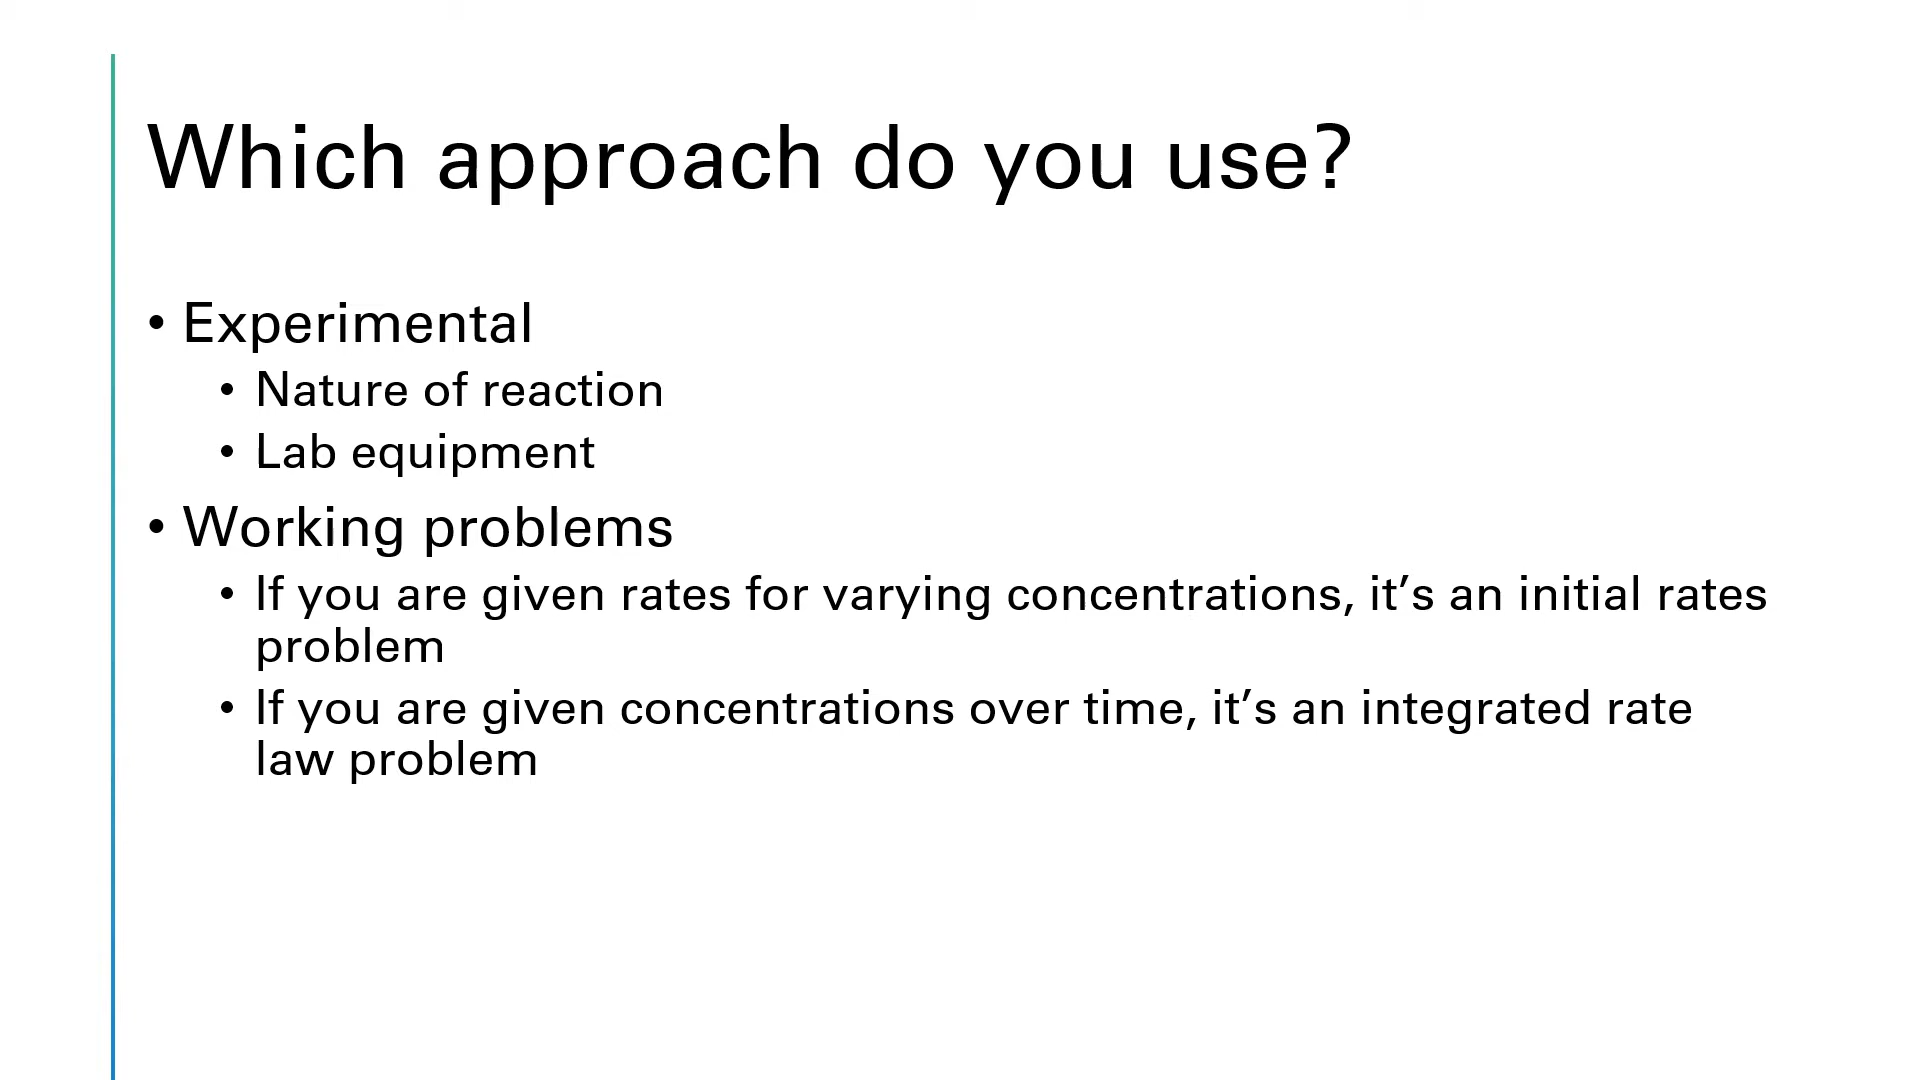 Which approach do you use?
• Experimental
• Nature of reaction
• Lab equipment
• Working problems
• If you are given rates for varying concentrations, it’s an initial rates
problem
• If you are given concentrations over time, it’s an integrated rate
law problem